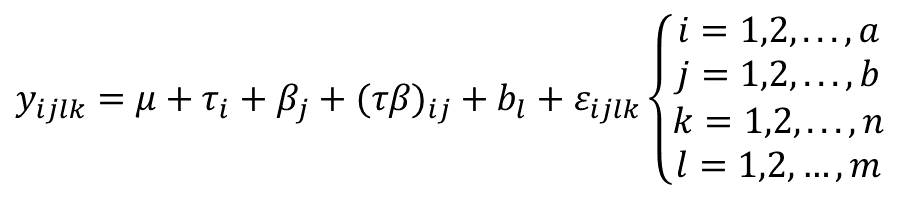 y_{ijlk} = μ + τ_i + β_j + (τβ)_{ij} + b_l + ε_{ijlk} { i = 1,2, . . . , a
j = 1,2, . . . , b
k = 1,2, . . . , n
l = 1,2, ... , m